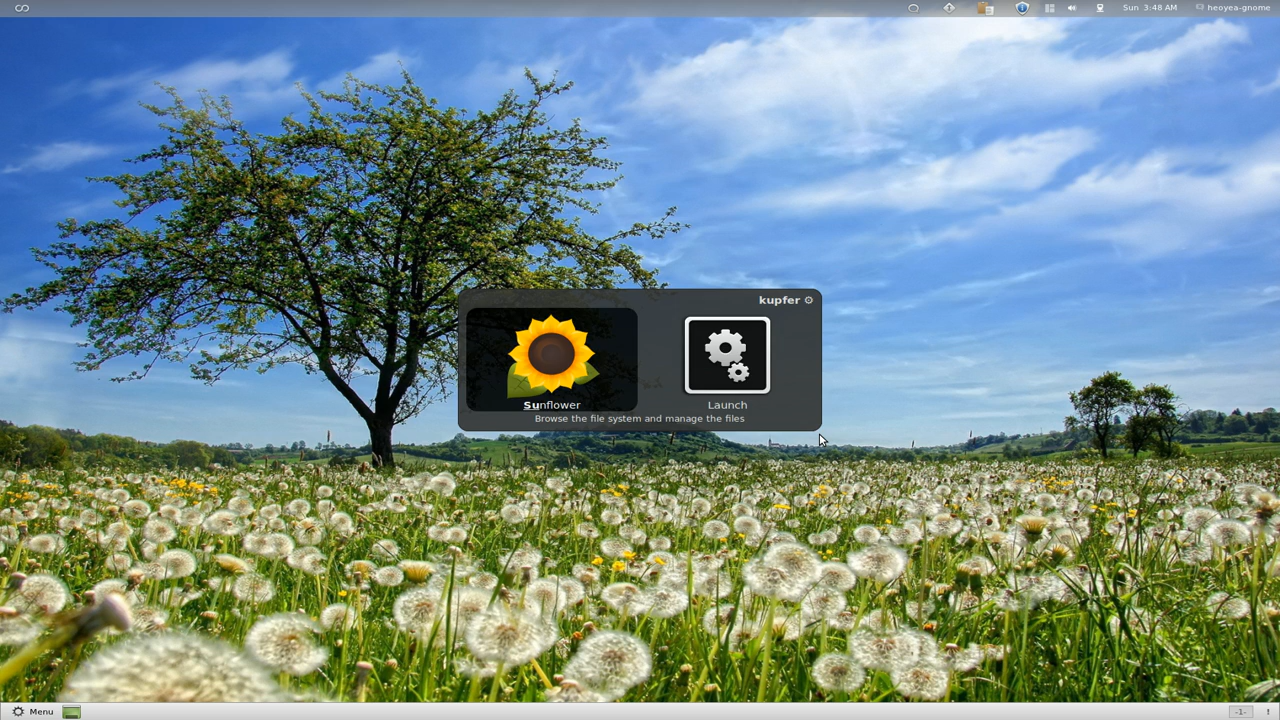 Sun 3:48 AM
heoyea-gnome
kupfer
Sunflower
Launch
Browse the file system and manage the files
Menu
-1-